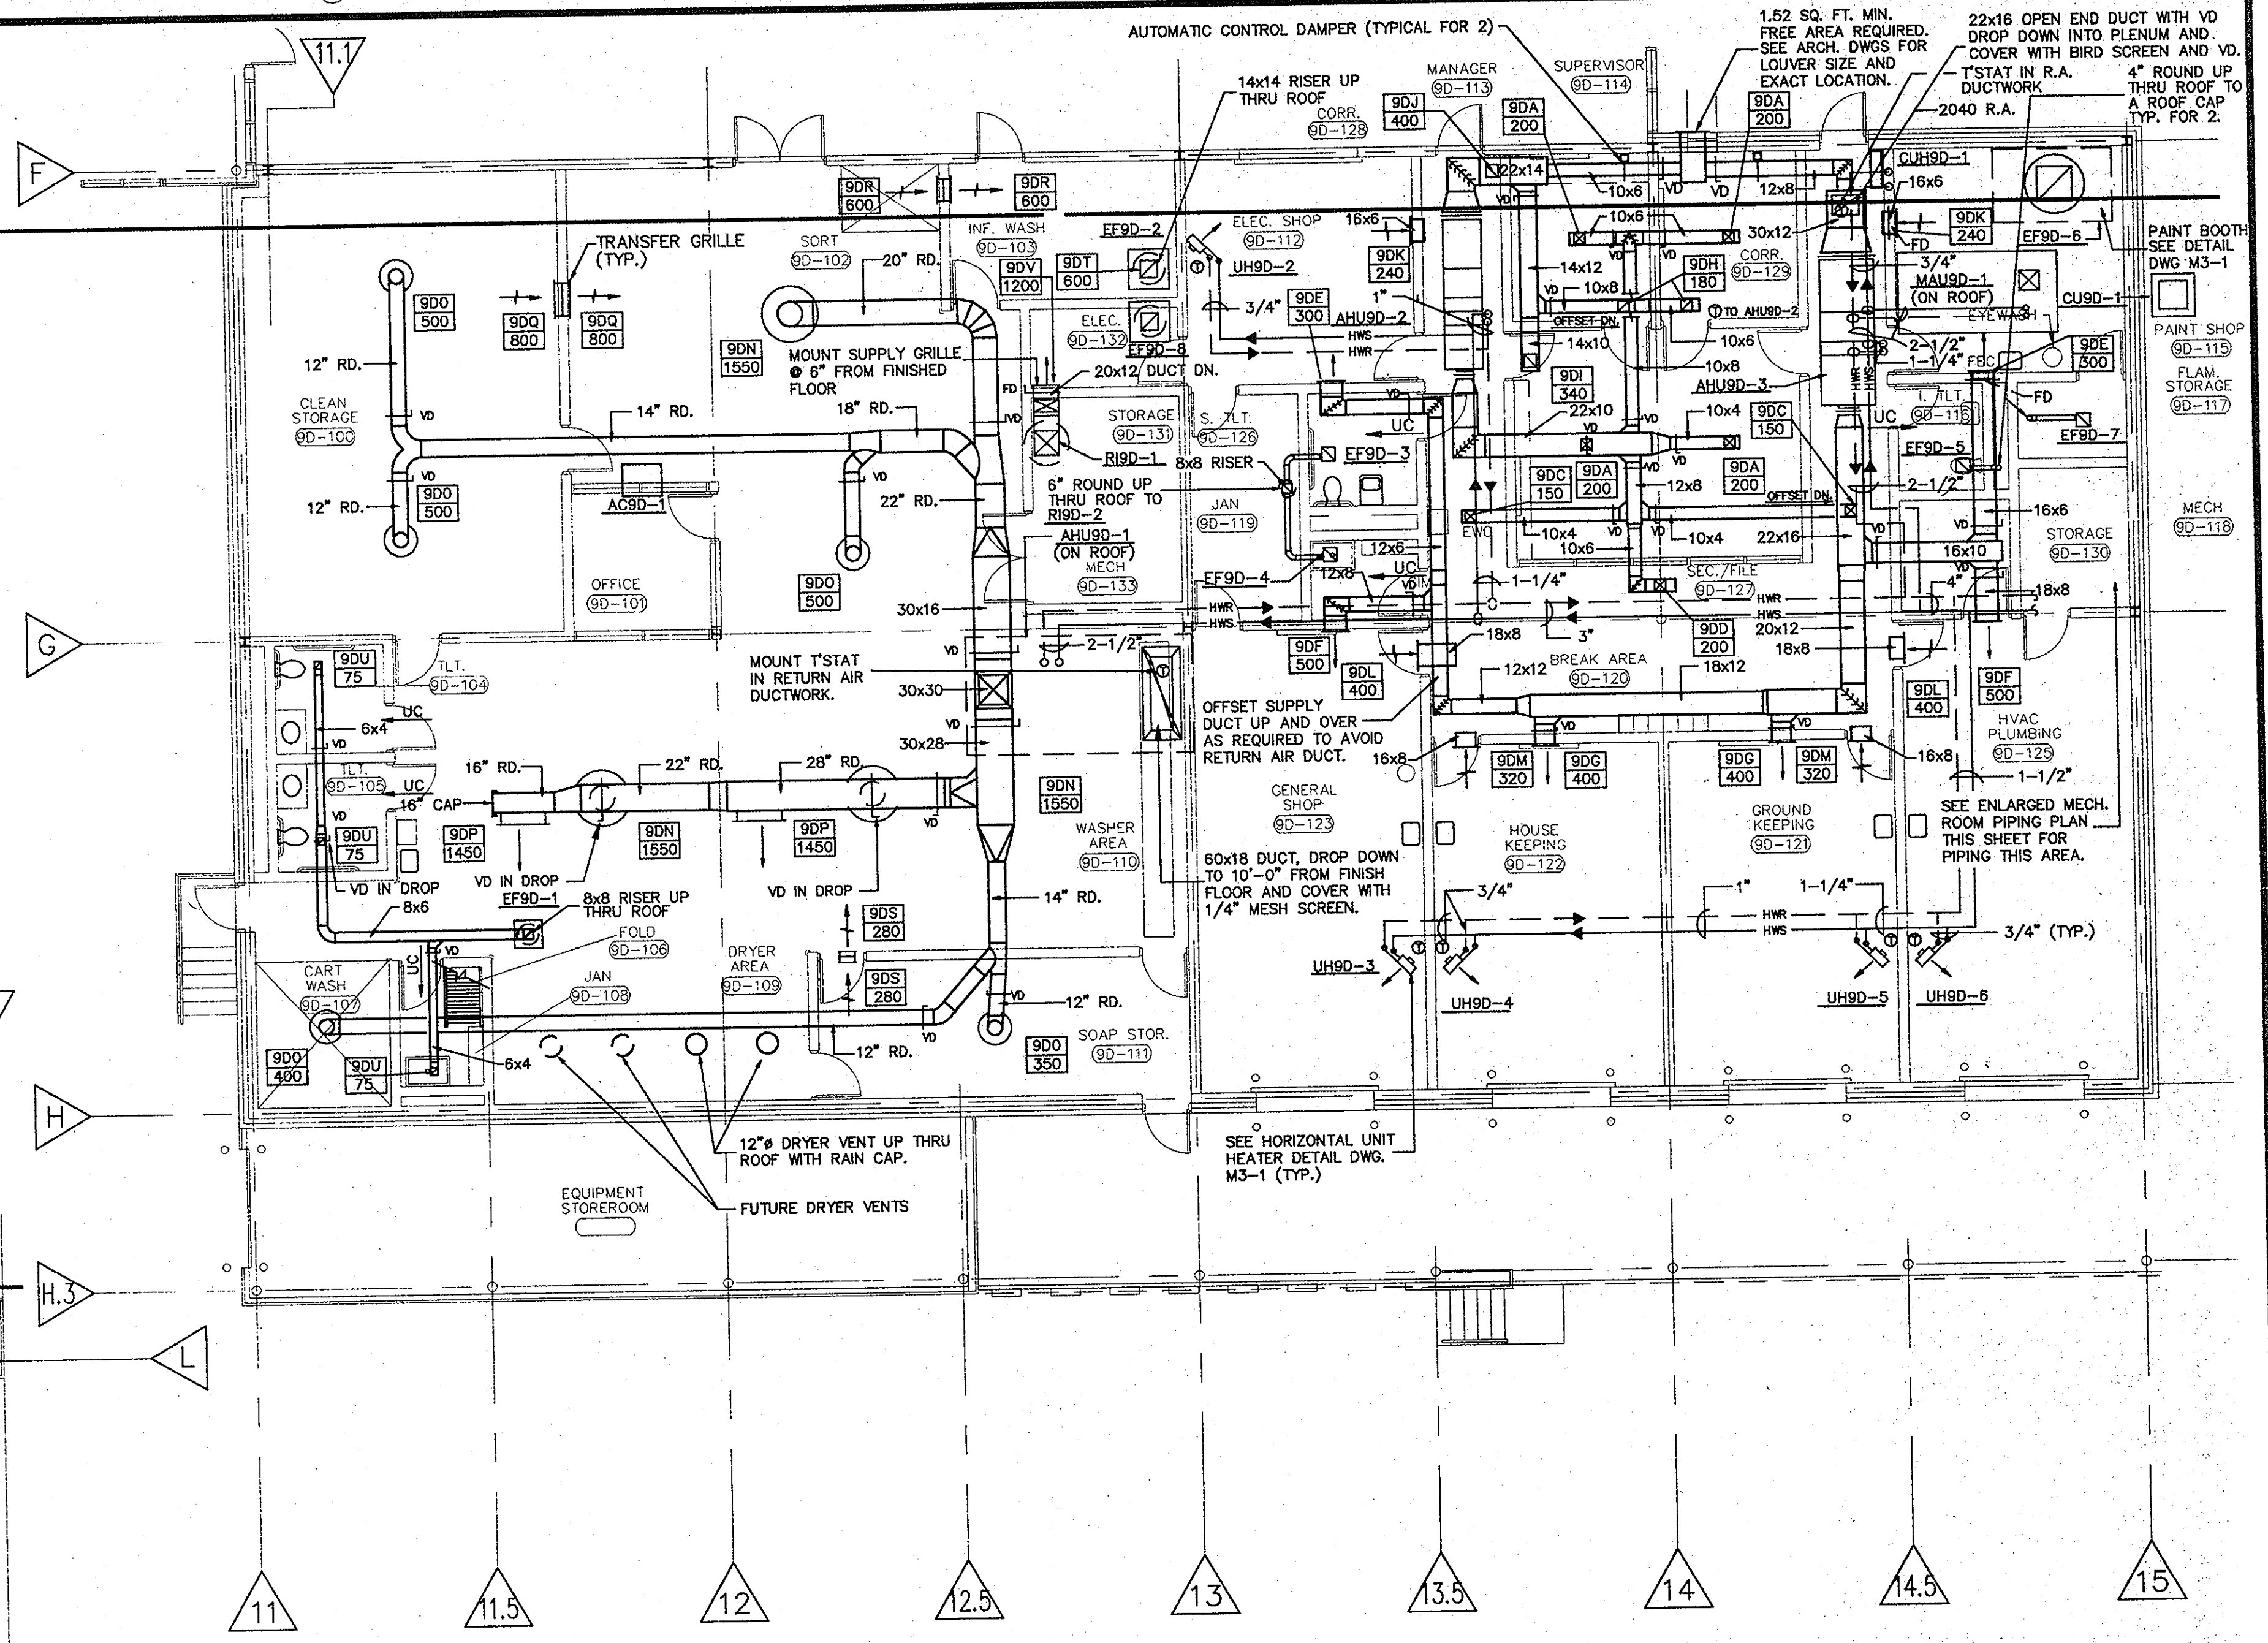 11.1
AUTOMATIC CONTROL DAMPER (TYPICAL FOR 2)
1.52 SQ. FT. MIN.
FREE AREA REQUIRED.
SEE ARCH. DWGS FOR
LOUVER SIZE AND
EXACT LOCATION.
22x16 OPEN END DUCT WITH VD
DROP DOWN INTO PLENUM AND
COVER WITH BIRD SCREEN AND VD.
T'STAT IN R.A.
DUCTWORK
2040 R.A.
4" ROUND UP
THRU ROOF TO
A ROOF CAP
TYP. FOR 2.
14x14 RISER UP
THRU ROOF
CORR.
9D-128
MANAGER
9D-113
SUPERVISOR
9D-114
9DJ
400
9DA
200
9DA
200
F
22x14
10x6
VD
VD
12x8
VD
CUH9D-1
16x6
9DR
600
9DR
600
SORT
9D-102
INF. WASH
9D-103
EF9D-2
ELEC. SHOP
9D-112
16x6
10x6
30x12
9DK
240
FD
EF9D-6
PAINT BOOTH
SEE DETAIL
DWG M3-1
TRANSFER GRILLE
(TYP.)
20" RD.
9DV
1200
9DT
600
UH9D-2
9DK
240
14x12
VD
VD
CORR.
9D-129
3/4"
MAU9D-1
(ON ROOF)
CU9D-1
9DO
500
9DQ
800
9DQ
800
3/4"
9DE
300
1"
AHU9D-2
10x8
9DH
180
T TO AHU9D-2
EYEWASH
PAINT SHOP
9D-115
ELEC.
9D-132
EF9D-8
HWS
HWR
OFFSET DN.
14x10
10x6
10x8
2-1/2"
1-1/4"
FEC
9DE
300
12" RD.
9DN
1550
MOUNT SUPPLY GRILLE
@ 6" FROM FINISHED
FLOOR
20x12 DUCT DN.
FD
AHU9D-3
HWR
HWS
FLAM.
STORAGE
9D-117
CLEAN
STORAGE
9D-100
VD
14" RD.
18" RD.
VD
STORAGE
9D-131
S. TLT.
9D-126
VD
UC
9DI
340
22x10
VD
10x4
9DC
150
UC
T. TLT.
9D-116
FD
EF9D-7
RI9D-1
8x8 RISER
EF9D-3
VD
EF9D-5
12" RD.
VD
9DO
500
AC9D-1
VD
22" RD.
6" ROUND UP
THRU ROOF TO
RI9D-2
JAN
9D-119
9DC
150
9DA
200
12x8
9DA
200
OFFSET DN.
2-1/2"
16x6
MECH
9D-118
AHU9D-1
(ON ROOF)
MECH
9D-133
EWC
VD
10x4
10x6
VD
10x4
VD
22x16
16x10
VD
STORAGE
9D-130
OFFICE
9D-101
9DO
500
EF9D-4
UC
12x6
12x8
VD
1-1/4"
SEC./FILE
9D-127
4"
18x8
30x16
HWR
HWS
HWR
HWS
G
2-1/2"
3"
9DD
200
20x12
18x8
9DU
75
TLT.
9D-104
VD
MOUNT T'STAT
IN RETURN AIR
DUCTWORK.
30x30
9DF
500
9DL
400
18x8
12x12
BREAK AREA
9D-120
18x12
9DL
400
9DF
500
6x4
VD
UC
VD
30x28
OFFSET SUPPLY
DUCT UP AND OVER
AS REQUIRED TO AVOID
RETURN AIR DUCT.
VD
VD
HVAC
PLUMBING
9D-125
TLT.
9D-105
UC
16" CAP
16" RD.
22" RD.
28" RD.
9DN
1550
16x8
9DM
320
9DG
400
9DG
400
9DM
320
16x8
1-1/2"
VD
9DU
75
9DP
1450
9DN
1550
9DP
1450
VD
WASHER
AREA
9D-110
GENERAL
SHOP
9D-123
HOUSE
KEEPING
9D-122
GROUND
KEEPING
9D-121
SEE ENLARGED MECH.
ROOM PIPING PLAN
THIS SHEET FOR
PIPING THIS AREA.
VD IN DROP
VD IN DROP
VD IN DROP
8x6
EF9D-1
8x8 RISER UP
THRU ROOF
14" RD.
60x18 DUCT, DROP DOWN
TO 10'-0" FROM FINISH
FLOOR AND COVER WITH
1/4" MESH SCREEN.
3/4"
1"
1-1/4"
9DS
280
VD
UC
FOLD
9D-106
DRYER
AREA
9D-109
HWR
HWS
3/4" (TYP.)
CART
WASH
9D-107
JAN
9D-108
9DS
280
VD
12" RD.
UH9D-3
UH9D-4
UH9D-5
UH9D-6
9DO
400
9DU
75
6x4
VD
12" RD.
9DO
350
SOAP STOR.
9D-111
H
12"ø DRYER VENT UP THRU
ROOF WITH RAIN CAP.
SEE HORIZONTAL UNIT
HEATER DETAIL DWG.
M3-1 (TYP.)
EQUIPMENT
STOREROOM
FUTURE DRYER VENTS
H.3
L
11
11.5
12
12.5
13
13.5
14
14.5
15